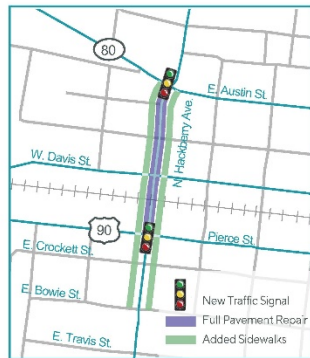 80
E. Austin St.
N. Hackberry Ave.
W. Davis St.
90
Pierce St.
E. Crockett St.
E. Bowie St.
E. Travis St.
New Traffic Signal
Full Pavement Repair
Added Sidewalks